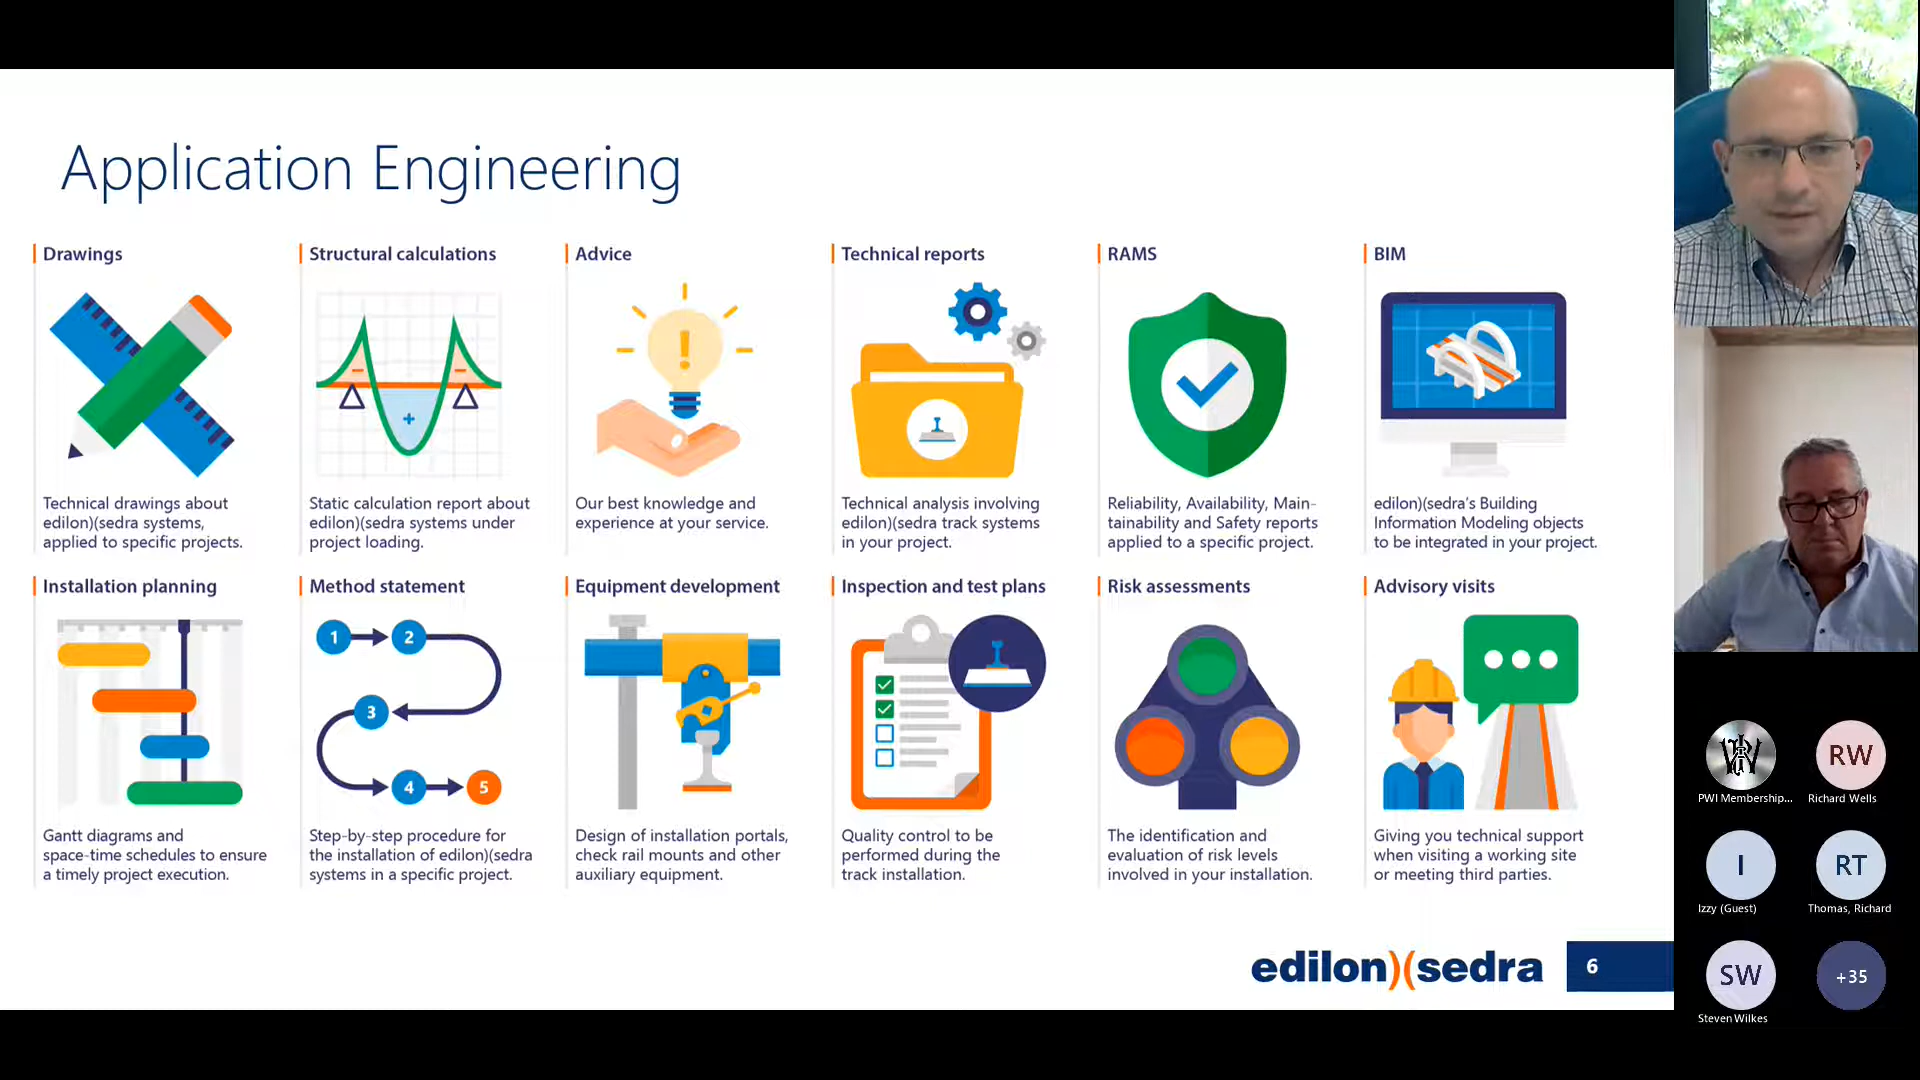 Application Engineering
Drawings
Technical drawings about
edilon)(sedra systems,
applied to specific projects.
Structural calculations
Static calculation report about
edilon)(sedra systems under
project loading.
Advice
Our best knowledge and
experience at your service.
Technical reports
Technical analysis involving
edilon)(sedra track systems
in your project.
RAMS
Reliability, Availability, Main-
tainability and Safety reports
applied to a specific project.
BIM
edilon)(sedra's Building
Information Modeling objects
to be integrated in your project.
Installation planning
Gantt diagrams and
space-time schedules to ensure
a timely project execution.
Method statement
1
2
3
4
5
Step-by-step procedure for
the installation of edilon)(sedra
systems in a specific project.
Equipment development
Design of installation portals,
check rail mounts and other
auxiliary equipment.
Inspection and test plans
Quality control to be
performed during the
track installation.
Risk assessments
The identification and
evaluation of risk levels
involved in your installation.
Advisory visits
Giving you technical support
when visiting a working site
or meeting third parties.
edilon)(sedra
6
PWI Membership...
RW
Richard Wells
I
Izzy (Guest)
RT
Thomas, Richard
SW
Steven Wilkes
+35